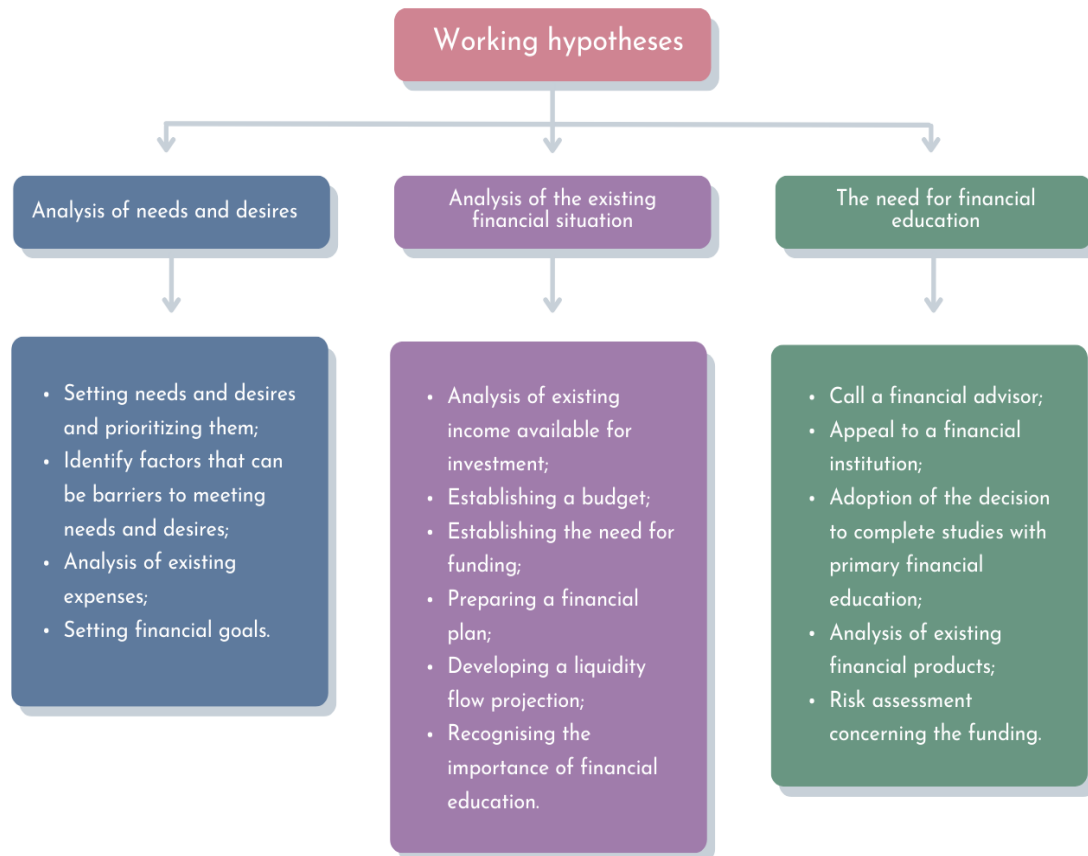 Working hypotheses
Analysis of needs and desires
Analysis of the existing
financial situation
The need for financial
education
• Setting needs and desires
and prioritizing them;
• Identify factors that can
be barriers to meeting
needs and desires;
• Analysis of existing
expenses;
• Setting financial goals.
• Analysis of existing
income available for
investment;
• Establishing a budget;
• Establishing the need for
funding;
• Preparing a financial
plan;
• Developing a liquidity
flow projection;
• Recognising the
importance of financial
education.
• Call a financial advisor;
• Appeal to a financial
institution;
• Adoption of the decision
to complete studies with
primary financial
education;
• Analysis of existing
financial products;
• Risk assessment
concerning the funding.